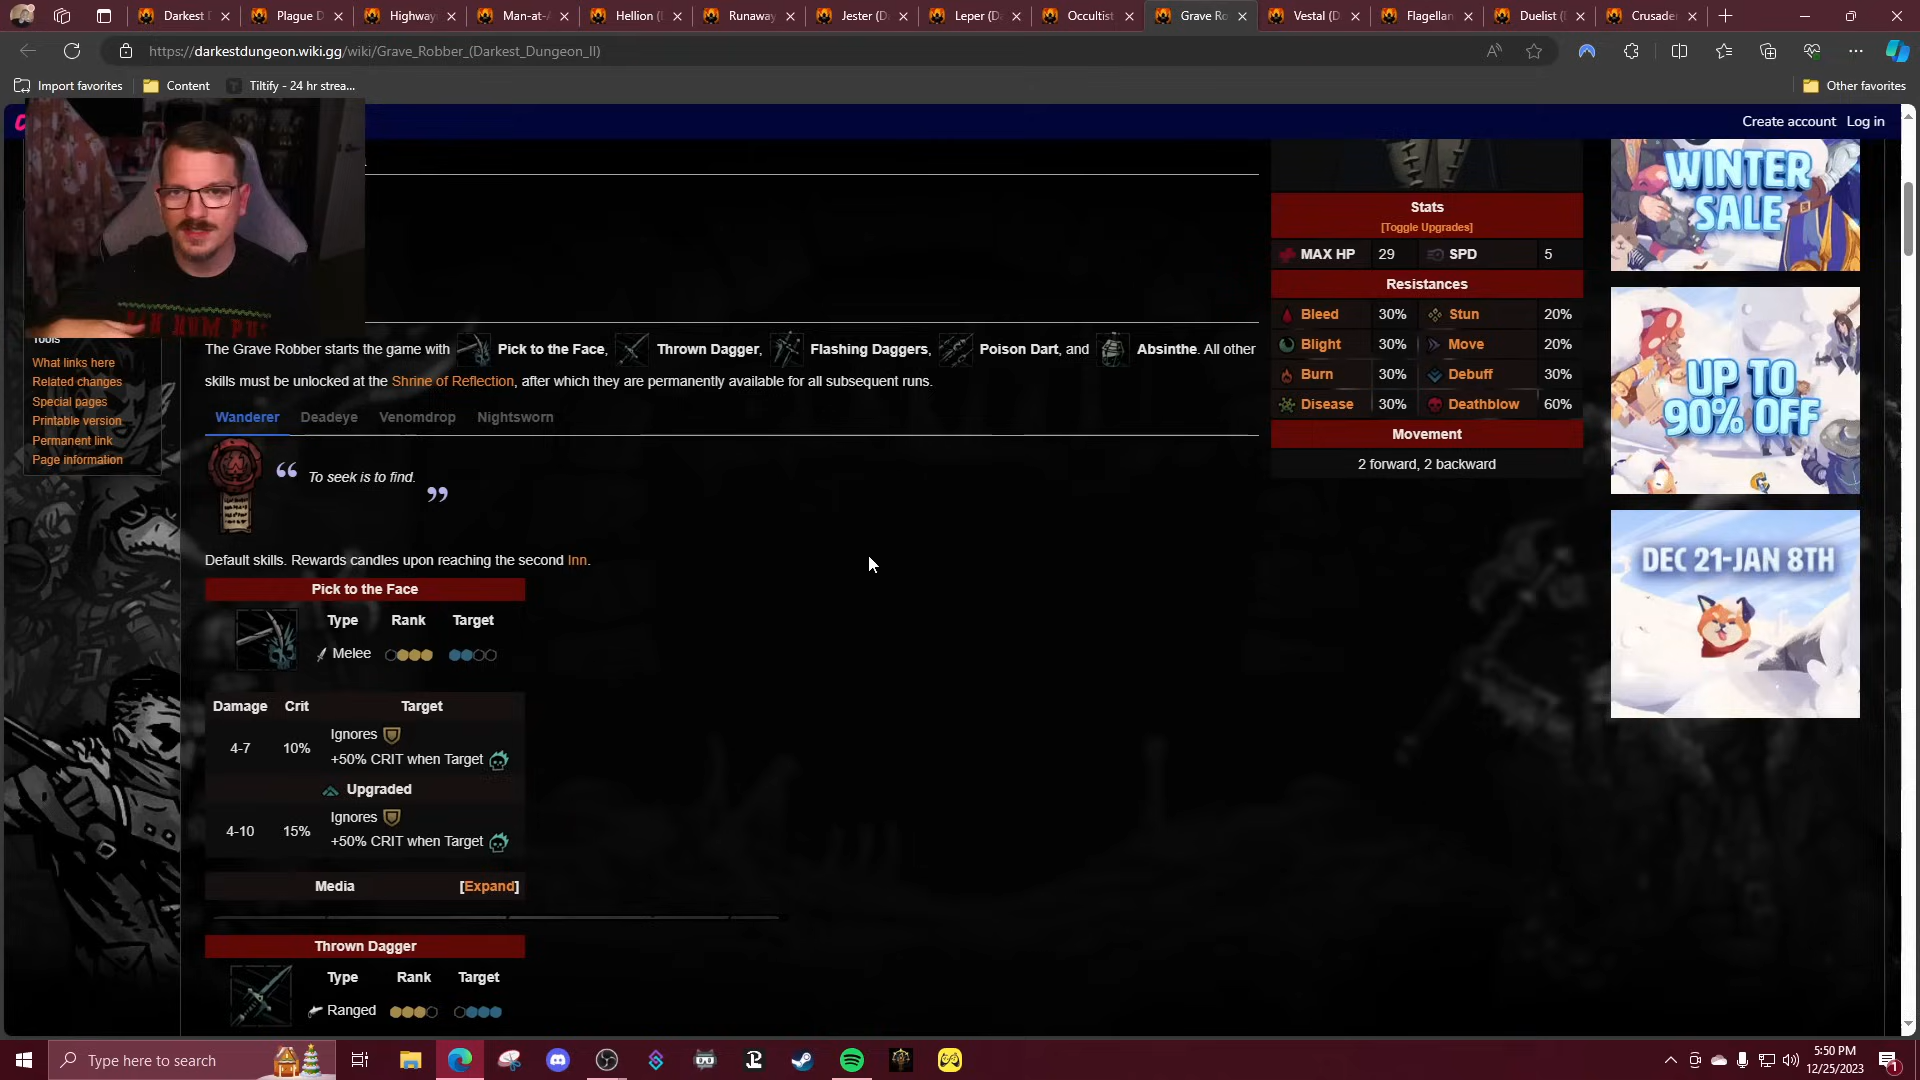 Darkest D
Plague D
Highway
Man-at-A
Hellion (
Runaway
Jester (D
Leper (Da
Occultist
Grave Ro
Vestal (D
Flagellan
Duelist (
Crusader
https://darkestdungeon.wiki.gg/wiki/Grave_Robber_(Darkest_Dungeon_II)
Import favorites
Content
Tiltify - 24 hr strea...
Other favorites
Create account
Log in
Tools
What links here
Related changes
Special pages
Printable version
Permanent link
Page information
The Grave Robber starts the game with Pick to the Face, Thrown Dagger, Flashing Daggers, Poison Dart, and Absinthe. All other
skills must be unlocked at the Shrine of Reflection, after which they are permanently available for all subsequent runs.
Wanderer Deadeye Venomdrop Nightsworn
“ To seek is to find. ”
Default skills. Rewards candles upon reaching the second Inn.
Pick to the Face
Type Rank Target
Melee
Damage Crit Target
4-7 10% Ignores
+50% CRIT when Target
Upgraded
4-10 15% Ignores
+50% CRIT when Target
Media [Expand]
Thrown Dagger
Type Rank Target
Ranged
Stats
[Toggle Upgrades]
MAX HP 29 SPD 5
Resistances
Bleed 30% Stun 20%
Blight 30% Move 20%
Burn 30% Debuff 30%
Disease 30% Deathblow 60%
Movement
2 forward, 2 backward
WINTER
SALE
UP TO
90% OFF
DEC 21-JAN 8TH
Type here to search
5:50 PM
12/25/2023
1